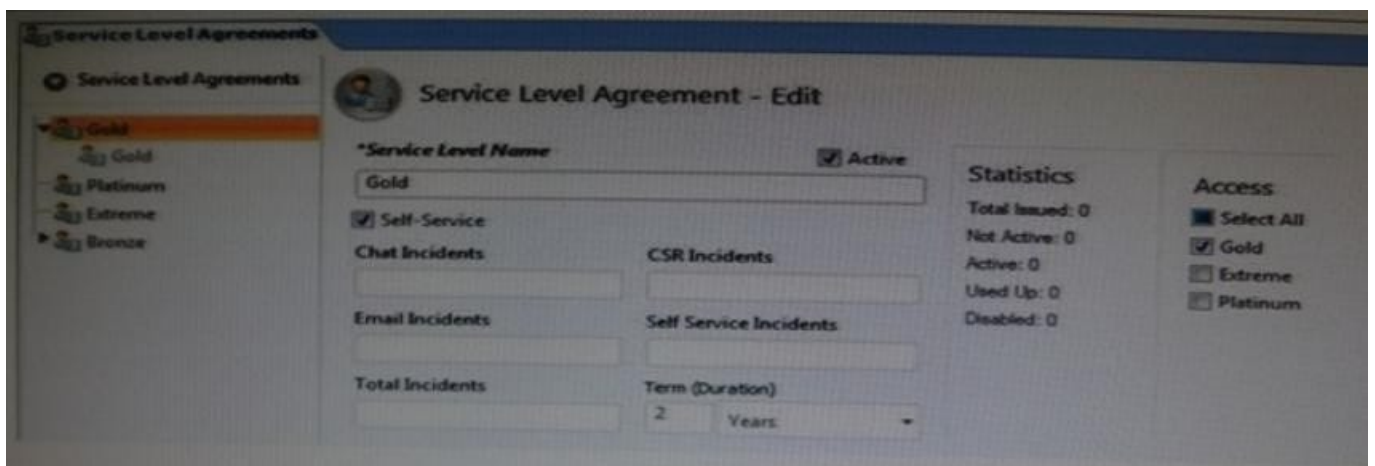 Service Level Agreements
Service Level Agreements
Gold
Gold
Platinum
Extreme
Bronze
Service Level Agreement - Edit
*Service Level Name
Active
Gold
Self-Service
Chat Incidents
CSR Incidents
Email Incidents
Self Service Incidents
Total Incidents
Term (Duration)
2
Years
Statistics
Total Issued: 0
Not Active: 0
Active: 0
Used Up: 0
Disabled: 0
Access
Select All
Gold
Extreme
Platinum